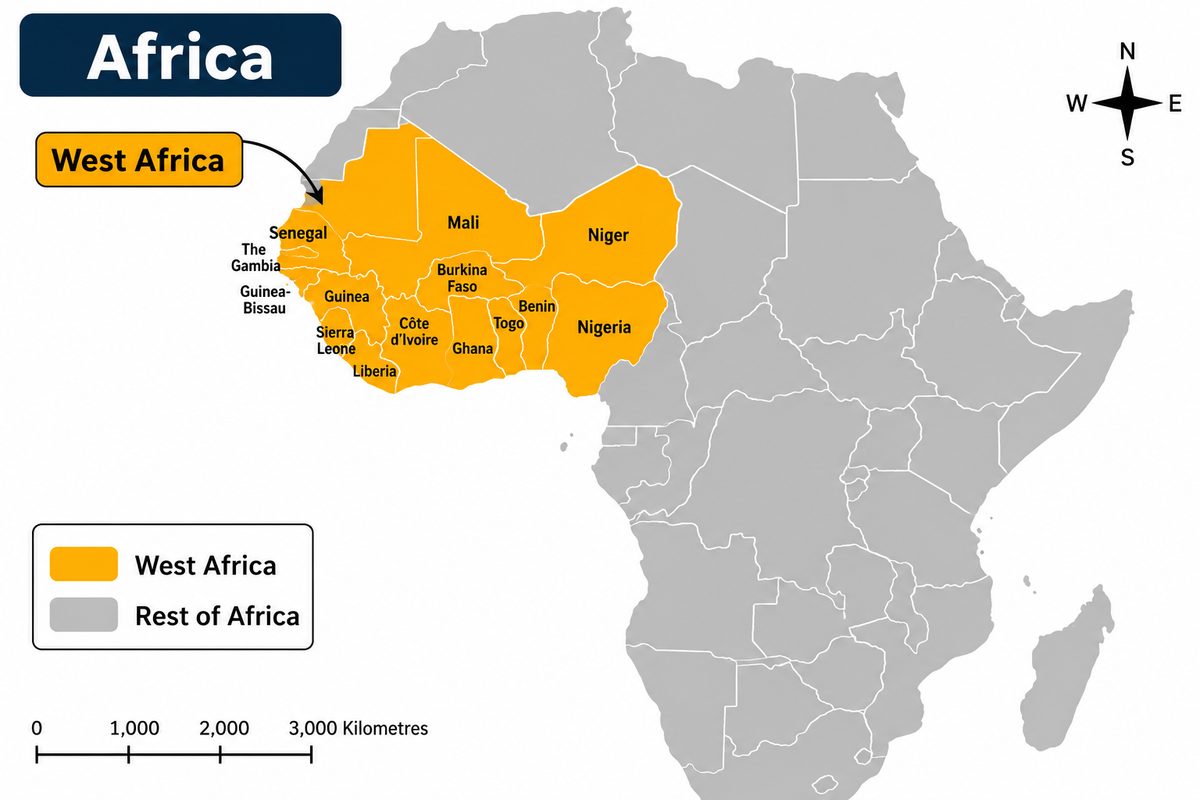 Africa
West Africa
N
W
E
S
Senegal
The
Gambia
Guinea-
Bissau
Guinea
Sierra
Leone
Liberia
Mali
Burkina
Faso
Côte
d'Ivoire
Ghana
Togo
Benin
Niger
Nigeria
West Africa
Rest of Africa
0 1,000 2,000 3,000 Kilometres